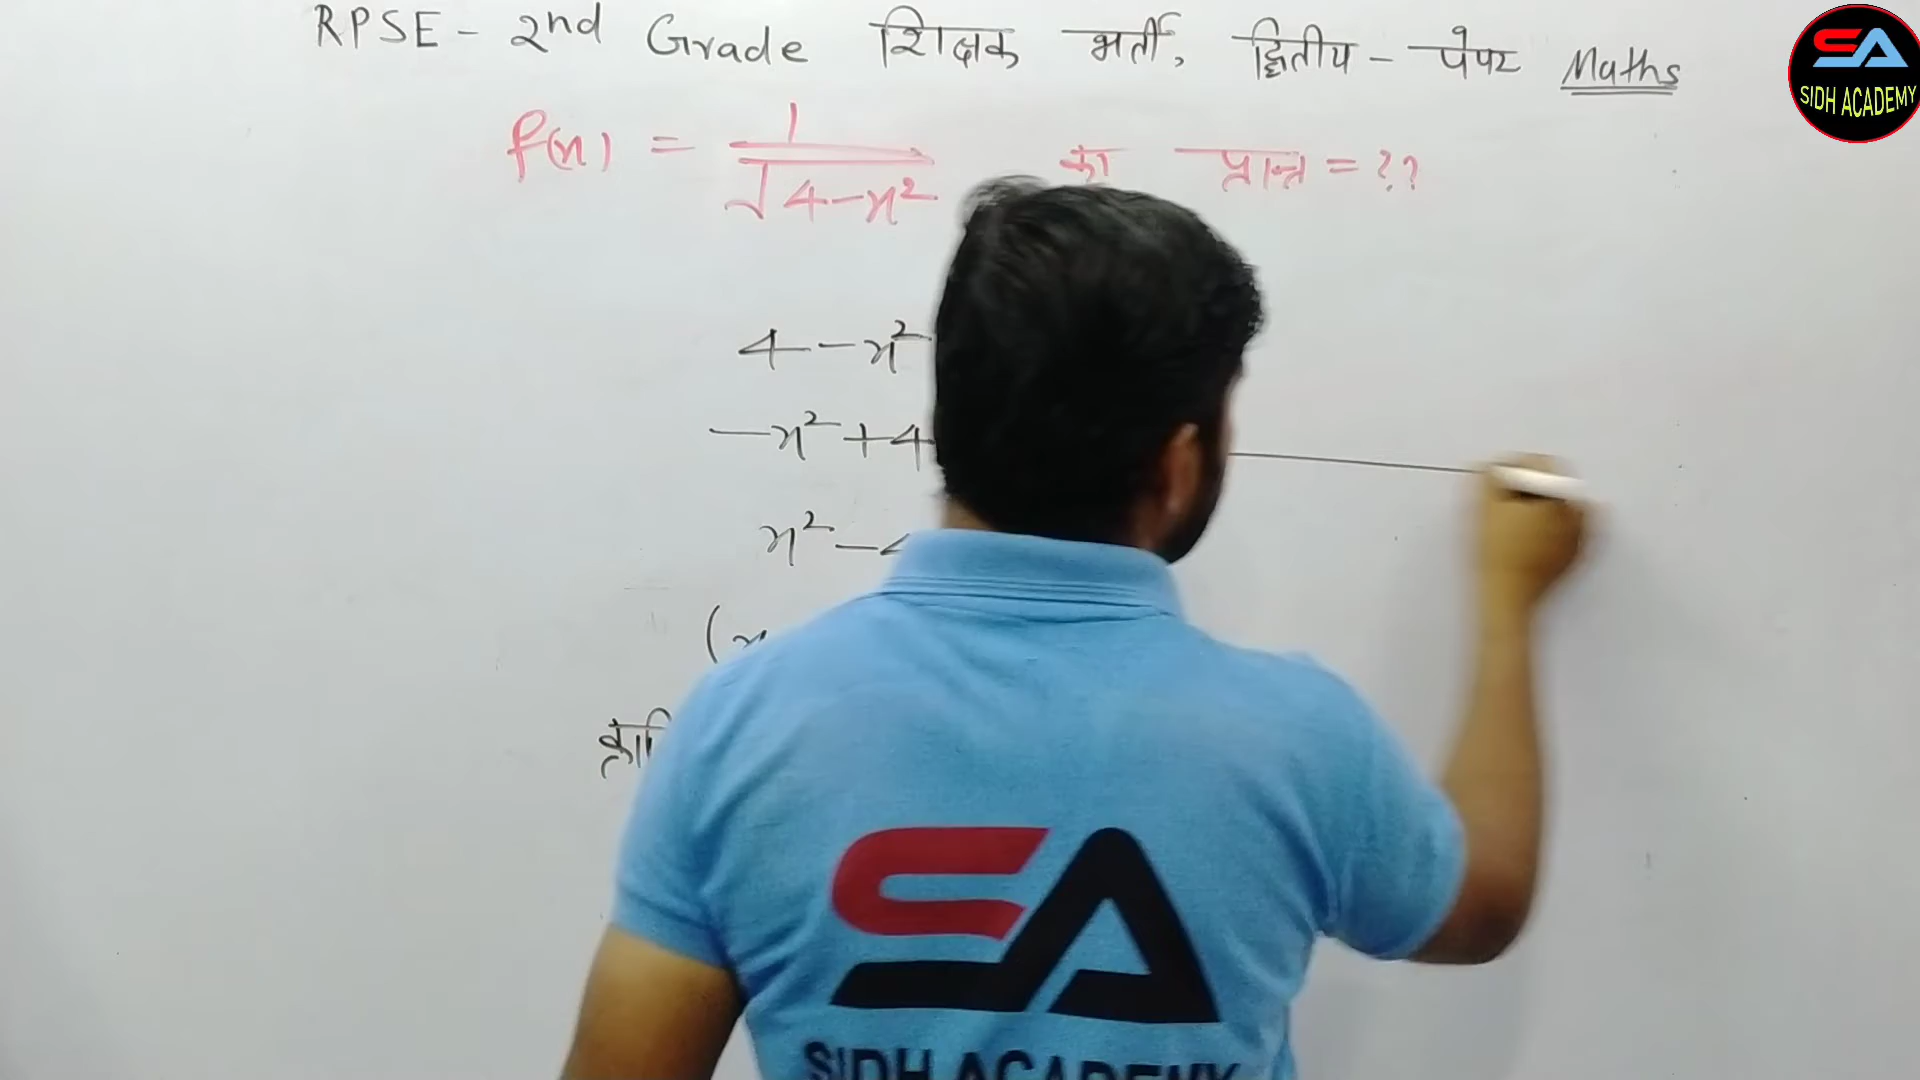 RPSE - 2nd Grade शिक्षक भर्ती, द्वितीय - पेपर Maths
SA
SIDH ACADEMY
f(x) = 1/√4-x² का प्रान्त = ??
4-x²
-x²+4
x²-4
(x
क्रांति
SA
SIDH ACADEMY